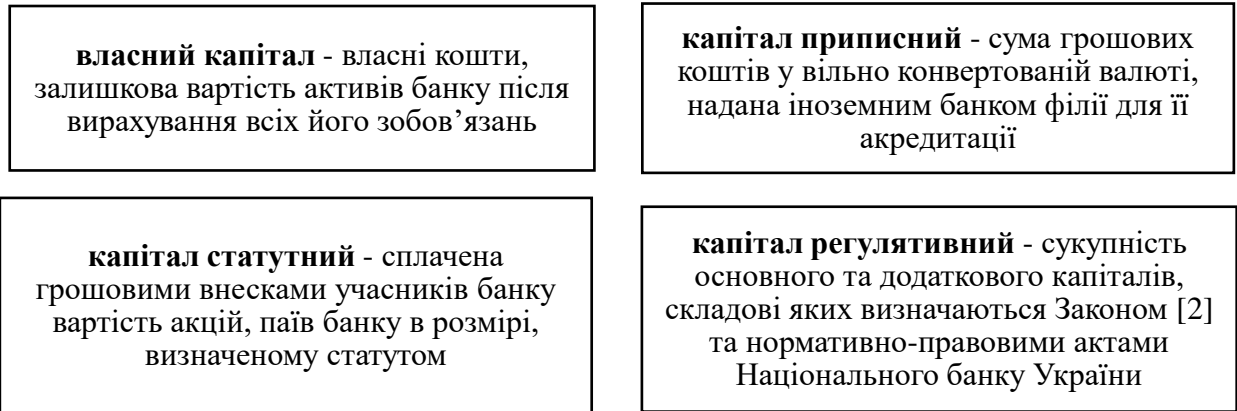 власний капітал - власні кошти,
залишкова вартість активів банку після
вирахування всіх його зобов’язань
капітал приписний - сума грошових
коштів у вільно конвертованій валюті,
надана іноземним банком філії для її
акредитації
капітал статутний - сплачена
грошовими внесками учасників банку
вартість акцій, паїв банку в розмірі,
визначеному статутом
капітал регулятивний - сукупність
основного та додаткового капіталів,
складові яких визначаються Законом [2]
та нормативно-правовими актами
Національного банку України